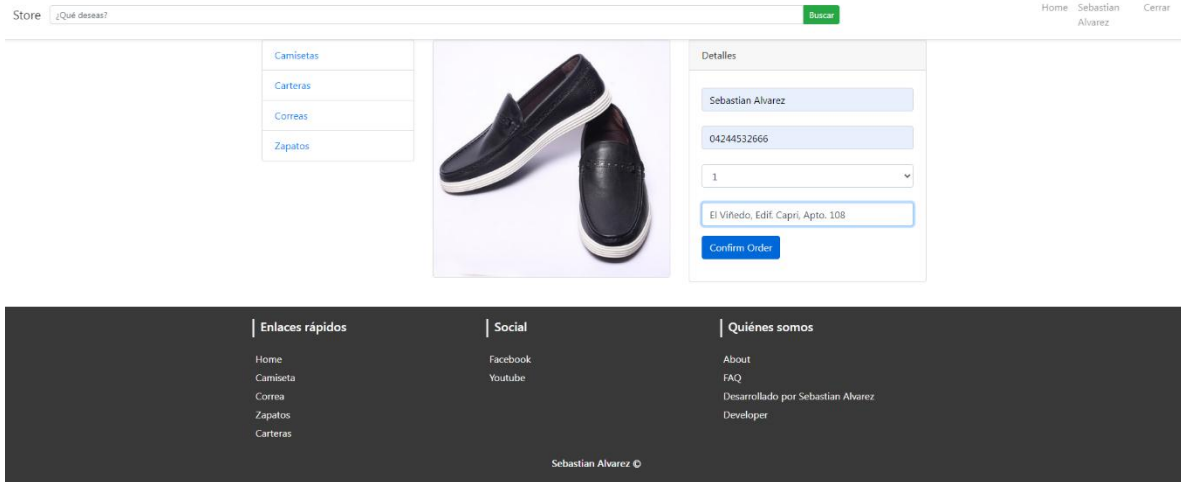 Store
¿Qué deseas?
Buscar
Home
Sebastian Alvarez
Cerrar
Camisetas
Carteras
Correas
Zapatos
Detalles
Sebastian Alvarez
04244532666
1
El Viñedo, Edif. Capri, Apto. 108
Confirm Order
Enlaces rápidos
Home
Camiseta
Correa
Zapatos
Carteras
Social
Facebook
Youtube
Quiénes somos
About
FAQ
Desarrollado por Sebastian Alvarez
Developer
Sebastian Alvarez ©